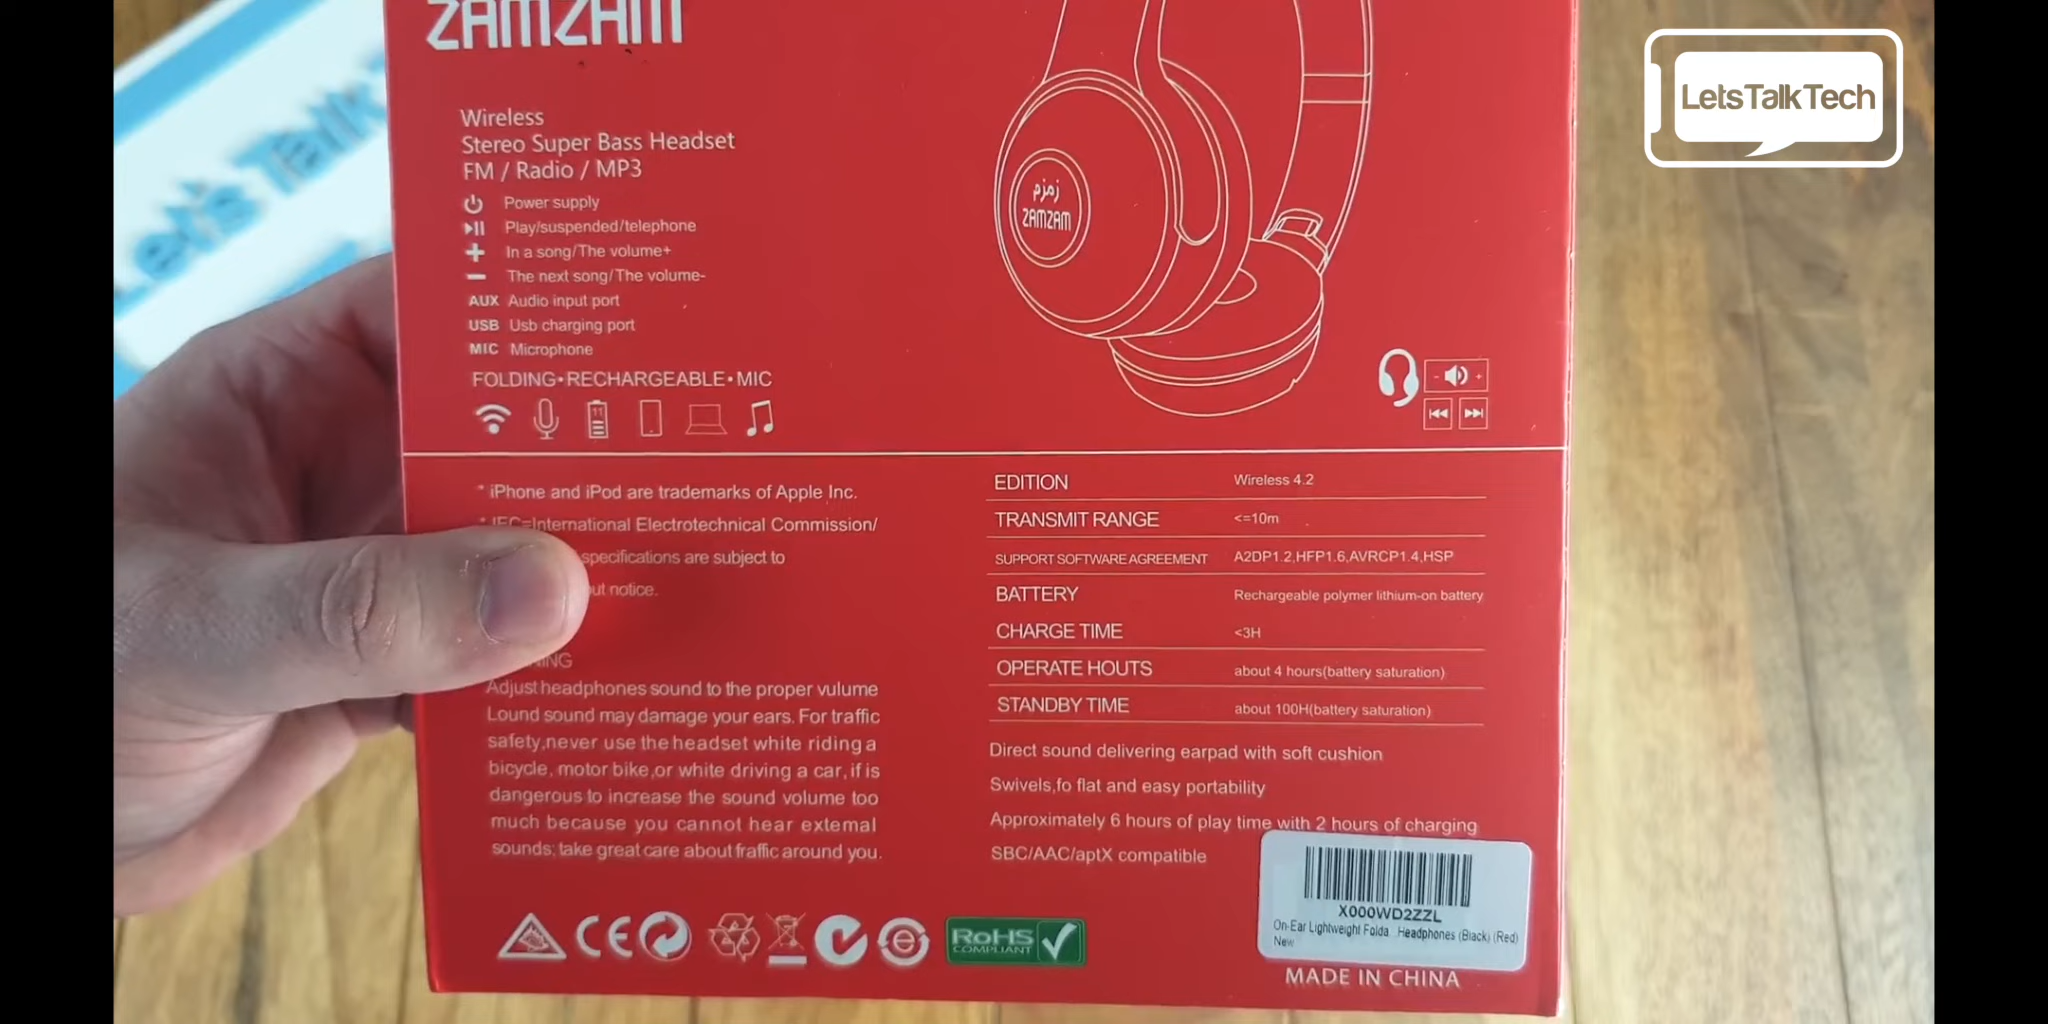 LetsTalkTech
Let's Talk
ZAMZAM
Wireless
Stereo Super Bass Headset
FM / Radio / MP3
Power supply
Play/suspended/telephone
In a song/The volume+
The next song/The volume-
AUX Audio input port
USB Usb charging port
MIC Microphone
FOLDING•RECHARGEABLE•MIC
زمزم
ZAMZAM
* iPhone and iPod are trademarks of Apple Inc.
* IEC=International Electrotechnical Commission/
specifications are subject to
notice.
Adjust headphones sound to the proper vulume
Lound sound may damage your ears. For traffic
safety,never use the headset white riding a
bicycle, motor bike,or white driving a car, if is
dangerous to increase the sound volume too
much because you cannot hear extemal
sounds; take great care about fraffic around you.
EDITION Wireless 4.2
TRANSMIT RANGE <=10m
SUPPORT SOFTWARE AGREEMENT A2DP1.2,HFP1.6,AVRCP1.4,HSP
BATTERY Rechargeable polymer lithium-on battery
CHARGE TIME <3H
OPERATE HOUTS about 4 hours(battery saturation)
STANDBY TIME about 100H(battery saturation)
Direct sound delivering earpad with soft cushion
Swivels,fo flat and easy portability
Approximately 6 hours of play time with 2 hours of charging
SBC/AAC/aptX compatible
CE
e
RoHS
COMPLIANT
X000WD2ZZL
On-Ear Lightweight Folda...Headphones (Black) (Red)
New
MADE IN CHINA